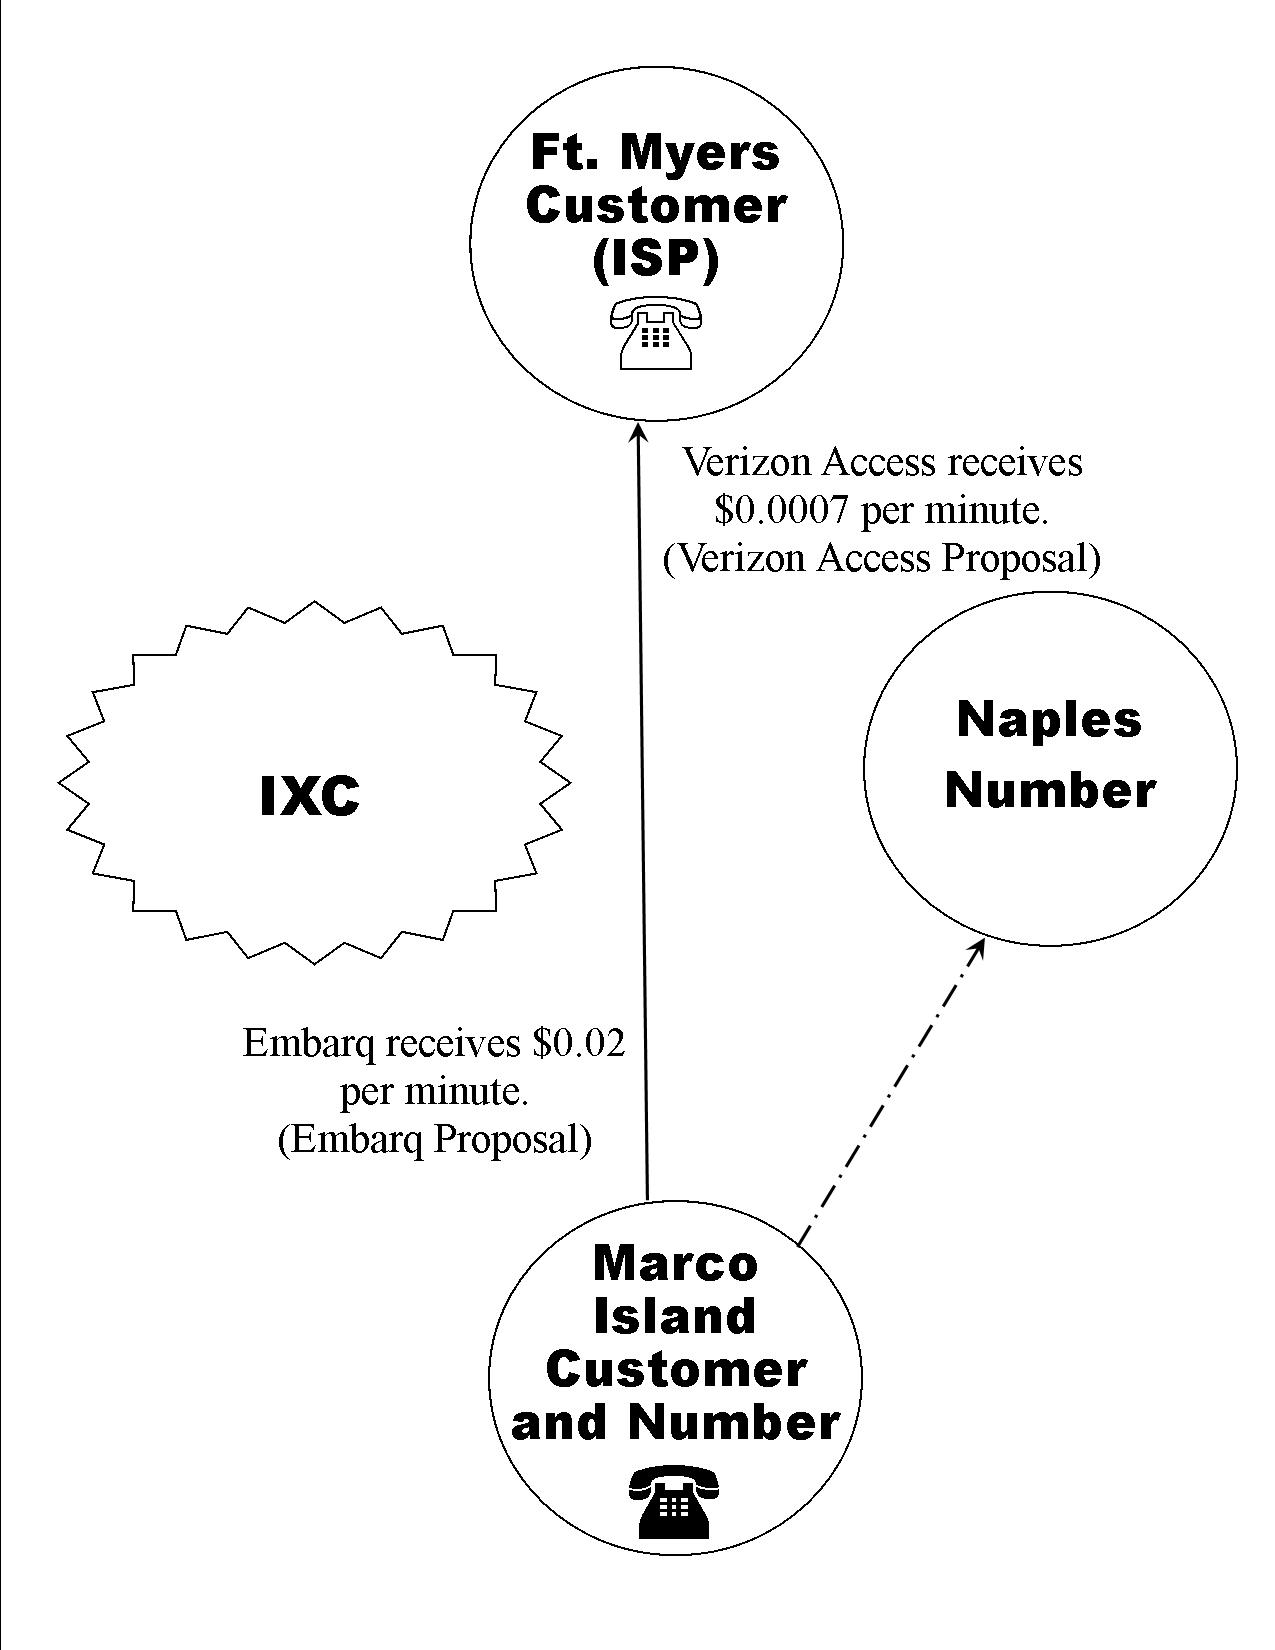 Ft. Myers
Customer
(ISP)
Verizon Access receives
$0.0007 per minute.
(Verizon Access Proposal)
Naples
Number
IXC
Embarq receives $0.02
per minute.
(Embarq Proposal)
Marco
Island
Customer
and Number